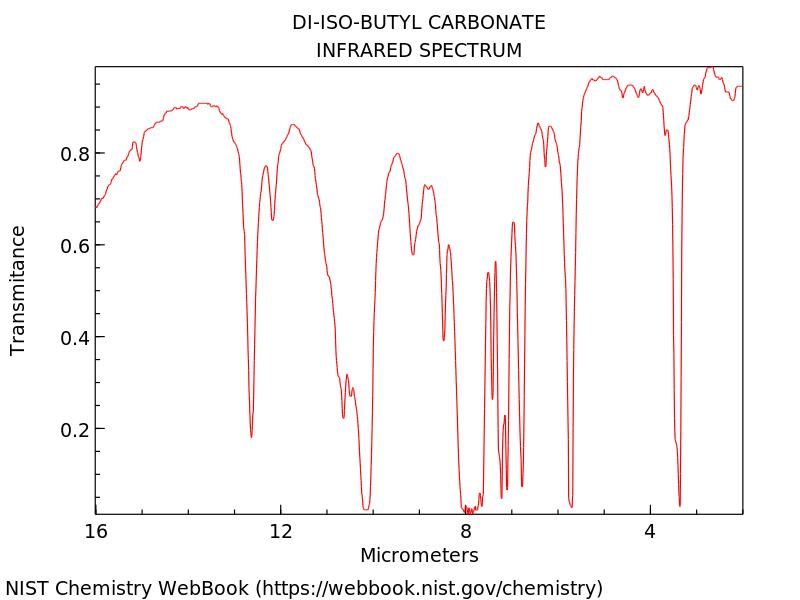 DI-ISO-BUTYL CARBONATE
INFRARED SPECTRUM
0.8
0.6
0.4
0.2
Transmitance
16 12 8 4
Micrometers
NIST Chemistry WebBook (https://webbook.nist.gov/chemistry)